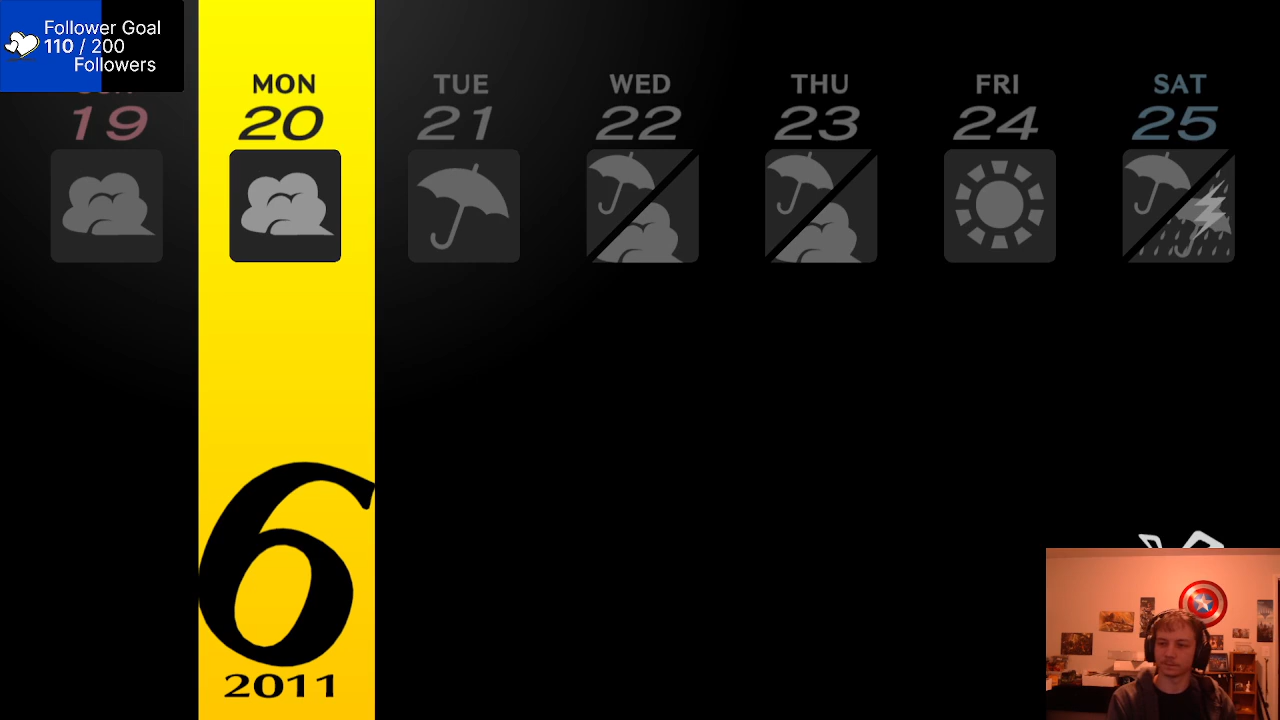 Follower Goal
110 / 200
Followers
MON
TUE
WED
THU
FRI
SAT
19
20
21
22
23
24
25
6
2011